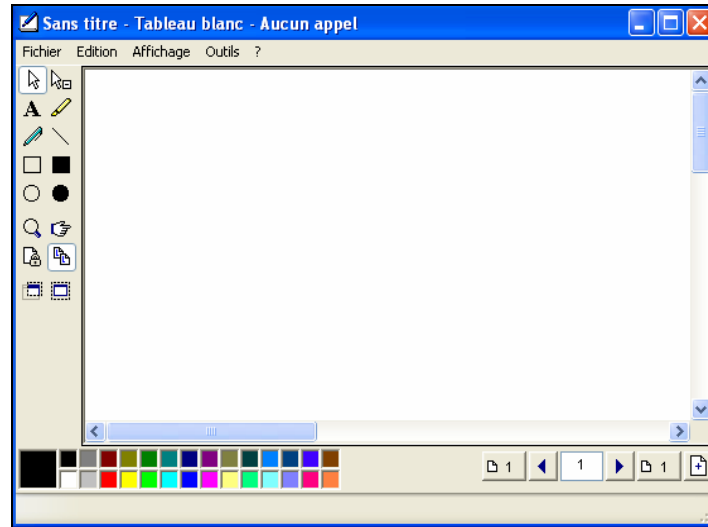 Sans titre - Tableau blanc - Aucun appel
Fichier Edition Affichage Outils ?
A
1 1 1